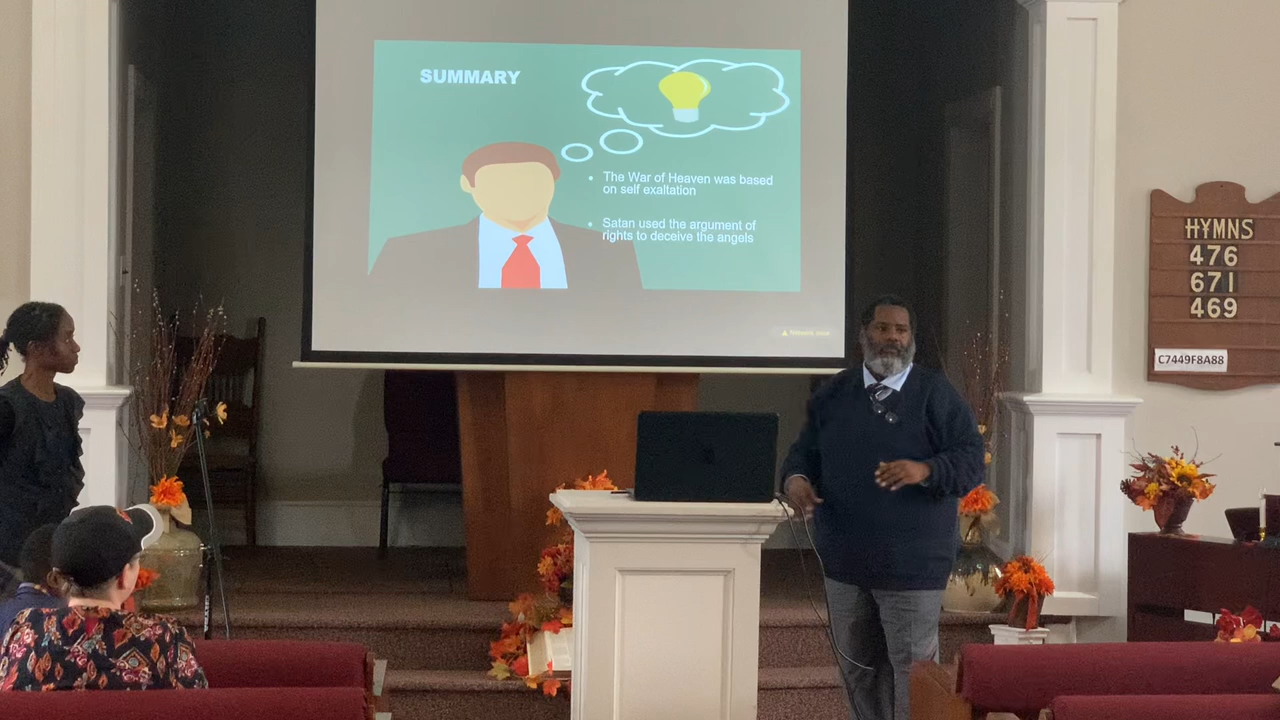 SUMMARY
• The War of Heaven was based
on self exaltation
• Satan used the argument of
rights to deceive the angels
HYMNS
476
671
469
C7449F8A88